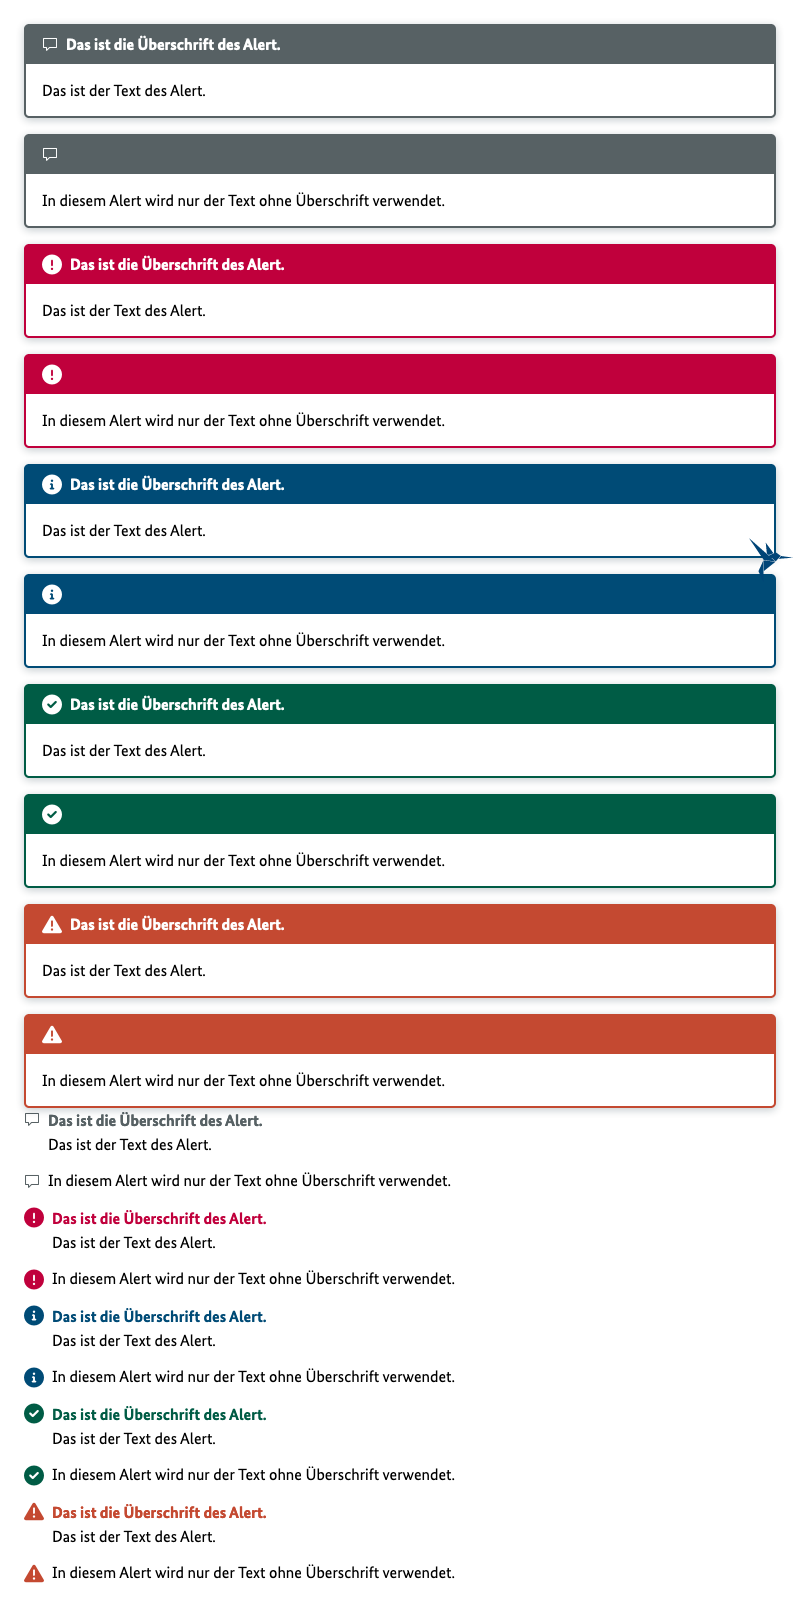 Das ist die Überschrift des Alert.
Das ist der Text des Alert.
In diesem Alert wird nur der Text ohne Überschrift verwendet.
Das ist die Überschrift des Alert.
Das ist der Text des Alert.
In diesem Alert wird nur der Text ohne Überschrift verwendet.
Das ist die Überschrift des Alert.
Das ist der Text des Alert.
In diesem Alert wird nur der Text ohne Überschrift verwendet.
Das ist die Überschrift des Alert.
Das ist der Text des Alert.
In diesem Alert wird nur der Text ohne Überschrift verwendet.
Das ist die Überschrift des Alert.
Das ist der Text des Alert.
In diesem Alert wird nur der Text ohne Überschrift verwendet.
Das ist die Überschrift des Alert.
Das ist der Text des Alert.
In diesem Alert wird nur der Text ohne Überschrift verwendet.
Das ist die Überschrift des Alert.
Das ist der Text des Alert.
In diesem Alert wird nur der Text ohne Überschrift verwendet.
Das ist die Überschrift des Alert.
Das ist der Text des Alert.
In diesem Alert wird nur der Text ohne Überschrift verwendet.
Das ist die Überschrift des Alert.
Das ist der Text des Alert.
In diesem Alert wird nur der Text ohne Überschrift verwendet.
Das ist die Überschrift des Alert.
Das ist der Text des Alert.
In diesem Alert wird nur der Text ohne Überschrift verwendet.